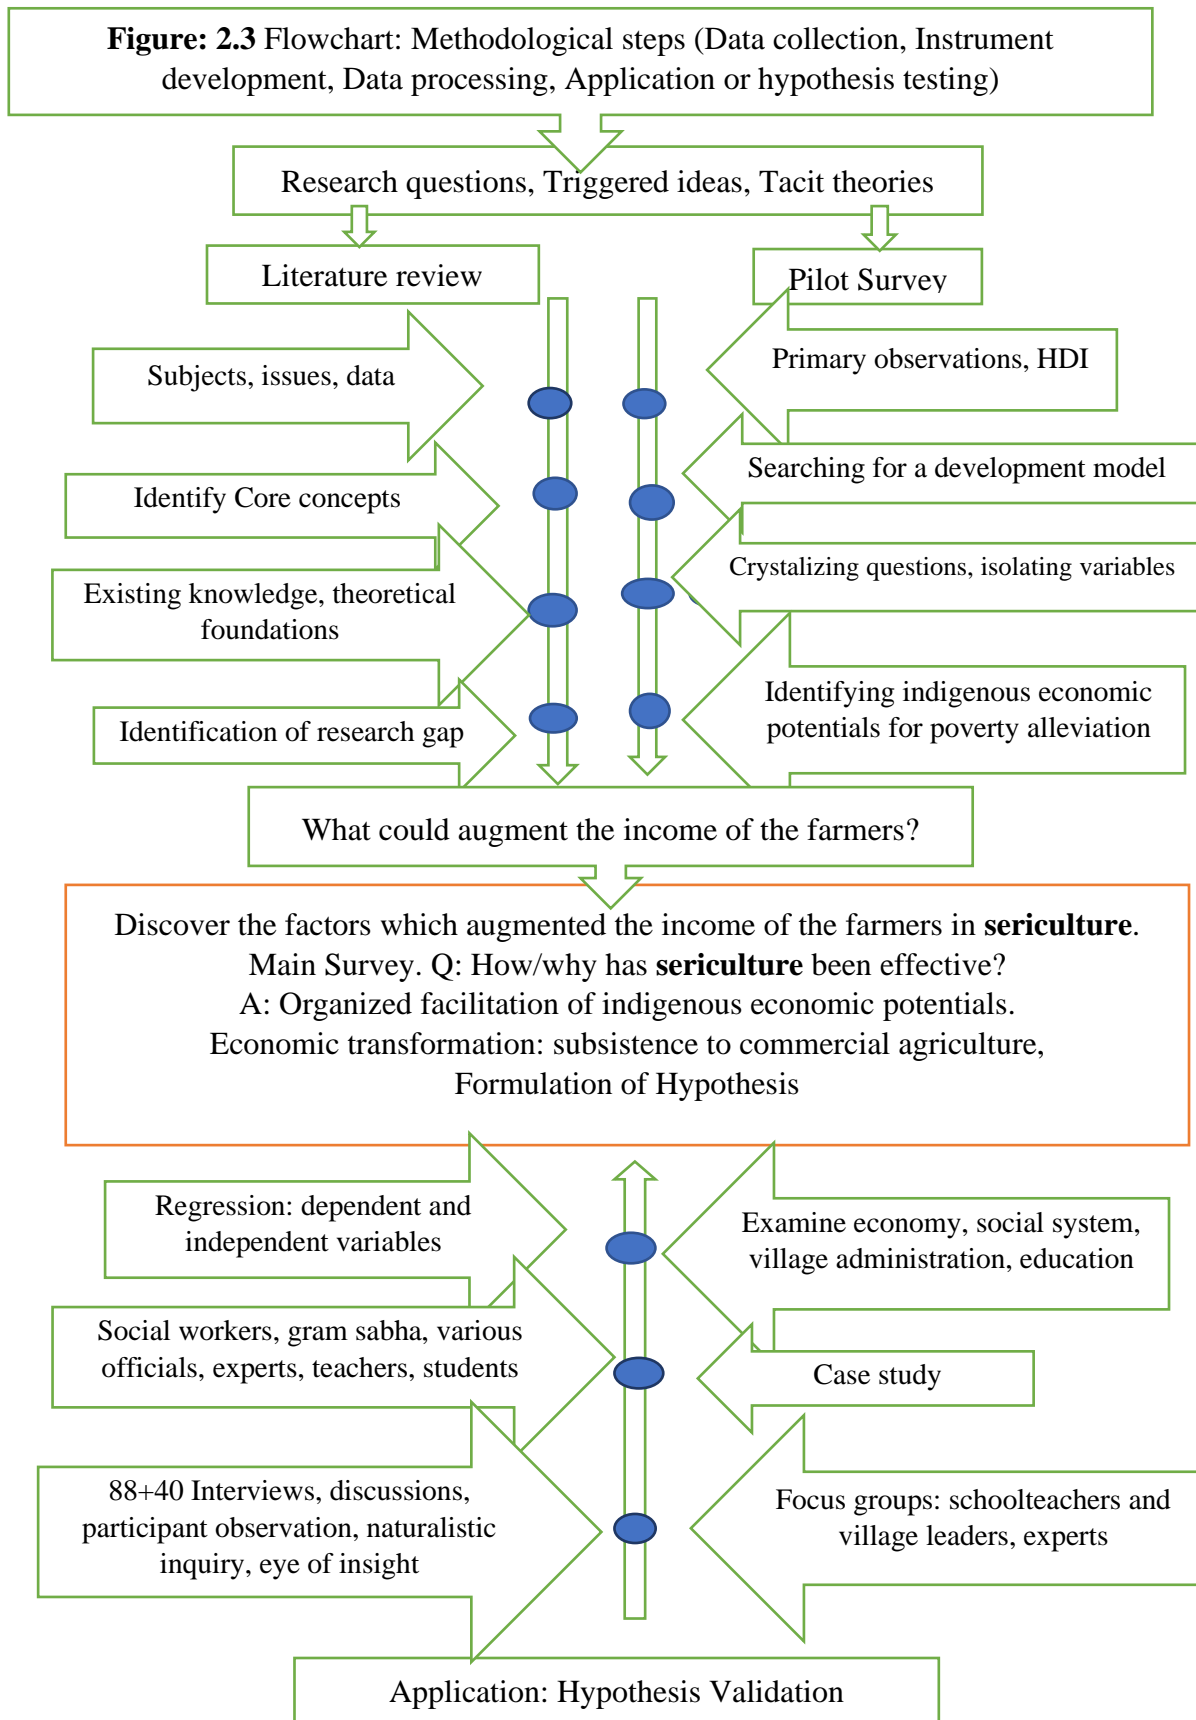 Figure: 2.3 Flowchart: Methodological steps (Data collection, Instrument
development, Data processing, Application or hypothesis testing)
Research questions, Triggered ideas, Tacit theories
Literature review
Pilot Survey
Subjects, issues, data
Primary observations, HDI
Identify Core concepts
Searching for a development model
Existing knowledge, theoretical
foundations
Crystalizing questions, isolating variables
Identification of research gap
Identifying indigenous economic
potentials for poverty alleviation
What could augment the income of the farmers?
Discover the factors which augmented the income of the farmers in sericulture.
Main Survey. Q: How/why has sericulture been effective?
A: Organized facilitation of indigenous economic potentials.
Economic transformation: subsistence to commercial agriculture,
Formulation of Hypothesis
Regression: dependent and
independent variables
Examine economy, social system,
village administration, education
Social workers, gram sabha, various
officials, experts, teachers, students
Case study
88+40 Interviews, discussions,
participant observation, naturalistic
inquiry, eye of insight
Focus groups: schoolteachers and
village leaders, experts
Application: Hypothesis Validation